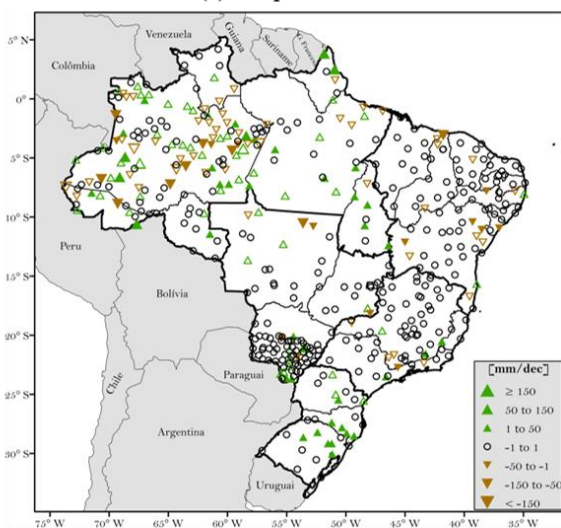 Venezuela
Guiana
Suriname
Colômbia
Peru
Bolívia
Paraguai
Chile
Argentina
Uruguai
5° N
0°
5° S
10° S
15° S
20° S
25° S
30° S
75° W
70° W
65° W
60° W
55° W
50° W
45° W
40° W
35° W
[mm/dec]
≥ 150
50 to 150
1 to 50
-1 to 1
-50 to -1
-150 to -50
< -150